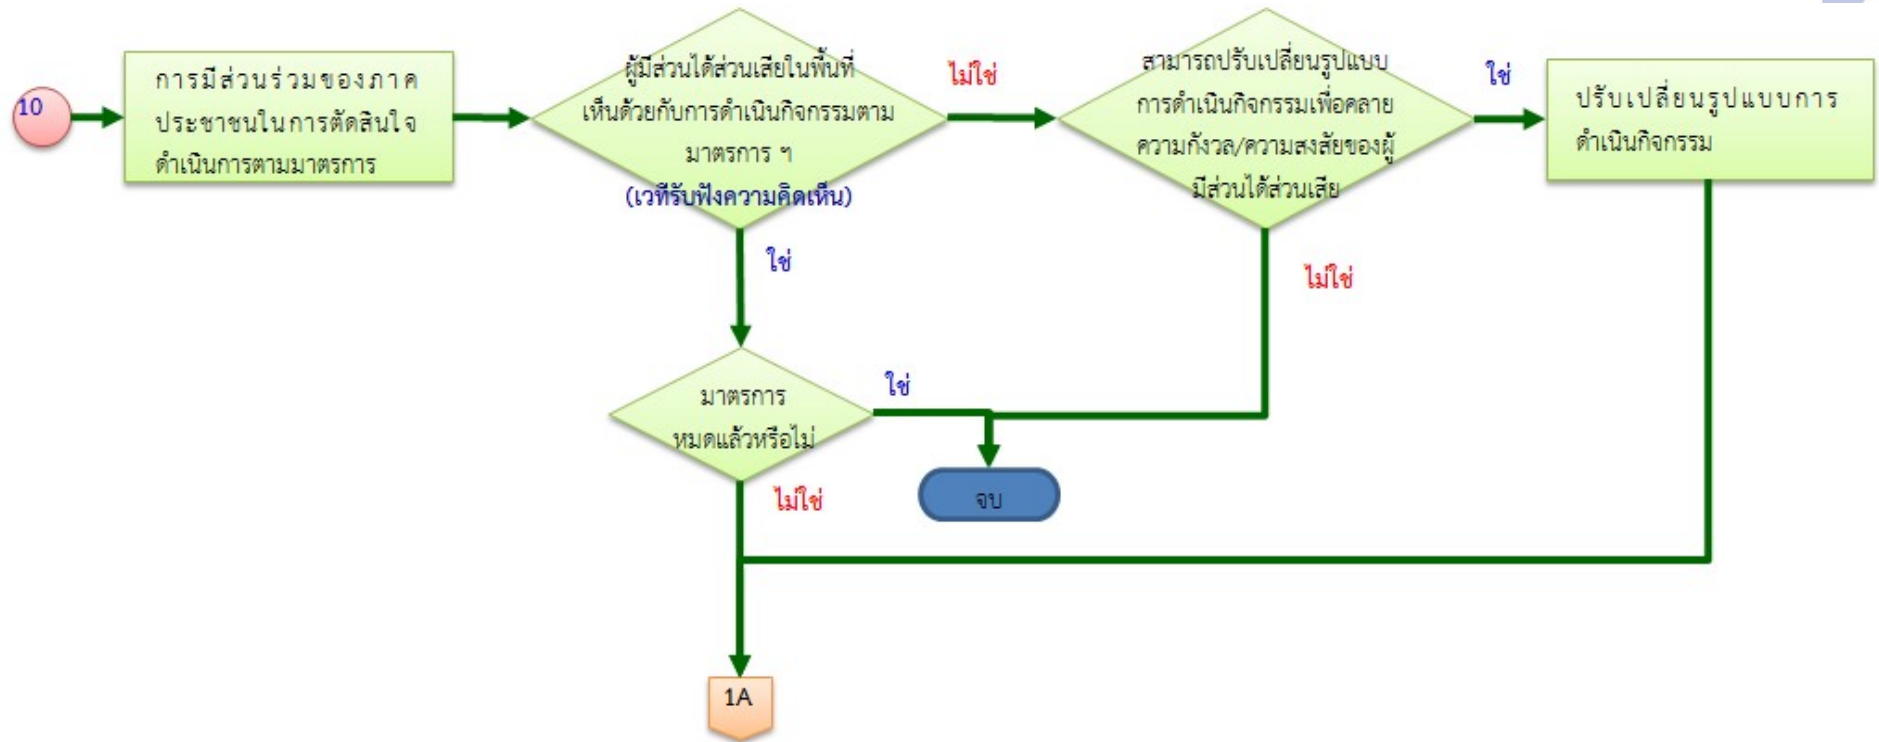 10
การมีส่วนร่วมของภาค
ประชาชนในการตัดสินใจ
ดำเนินการตามมาตรการ
ผู้มีส่วนได้ส่วนเสียในพื้นที่
เห็นด้วยกับการดำเนินกิจกรรมตาม
มาตรการ ฯ
(เวทีรับฟังความคิดเห็น)
ไม่ใช่
สามารถปรับเปลี่ยนรูปแบบ
การดำเนินกิจกรรมเพื่อคลาย
ความกังวล/ความสงสัยของผู้
มีส่วนได้ส่วนเสีย
ใช่
ปรับเปลี่ยนรูปแบบการ
ดำเนินกิจกรรม
ใช่
ไม่ใช่
มาตรการ
หมดแล้วหรือไม่
ใช่
ไม่ใช่
จบ
1A